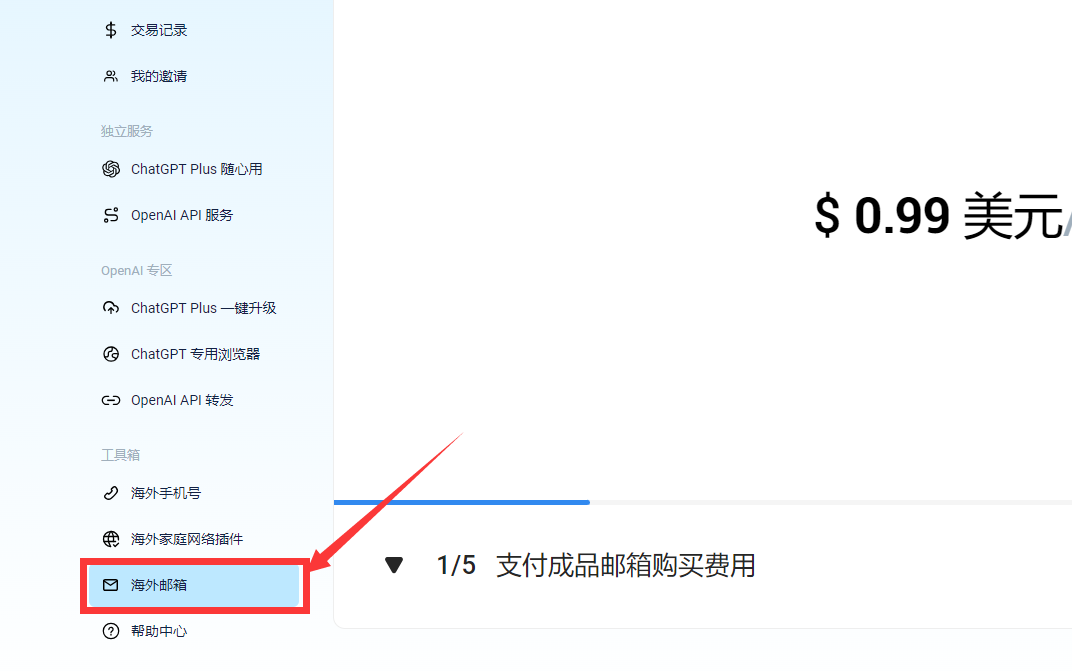 交易记录
我的邀请
独立服务
ChatGPT Plus 随心用
OpenAI API 服务
OpenAI 专区
ChatGPT Plus 一键升级
ChatGPT 专用浏览器
OpenAI API 转发
工具箱
海外手机号
海外家庭网络插件
海外邮箱
帮助中心
$ 0.99 美元/
1/5 支付成品邮箱购买费用